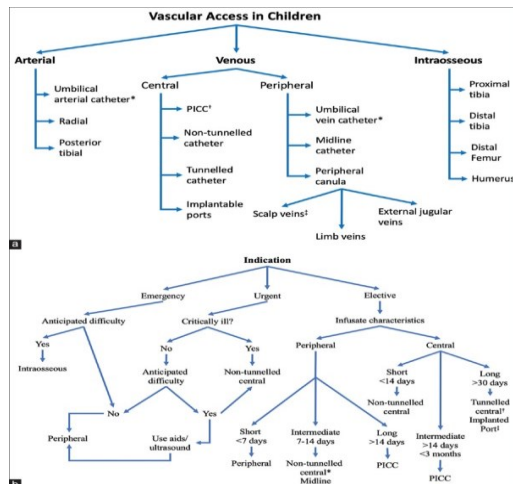 Vascular Access in Children
Arterial
Venous
Intraosseous
Umbilical
arterial catheter*
Radial
Posterior
tibial
Central
PICC†
Non-tunnelled
catheter
Tunnelled
catheter
Implantable
ports
Peripheral
Umbilical
vein catheter*
Midline
catheter
Peripheral
canula
Scalp veins‡
Limb veins
External jugular
veins
Proximal
tibia
Distal
tibia
Distal
Femur
Humerus
a
Indication
Emergency
Urgent
Elective
Anticipated difficulty
Critically ill?
Infusate characteristics
Yes
No
Yes
Peripheral
Central
Intraosseous
Anticipated
difficulty
Non-tunnelled
central
Short
<14 days
Non-tunnelled
central
Long
>30 days
Tunnelled
central†
Implanted
Port‡
No
Yes
Peripheral
Use aids/
ultrasound
Short
<7 days
Peripheral
Intermediate
7-14 days
Non-tunnelled
central*
Midline
Long
>14 days
PICC
Intermediate
>14 days
<3 months
PICC
b